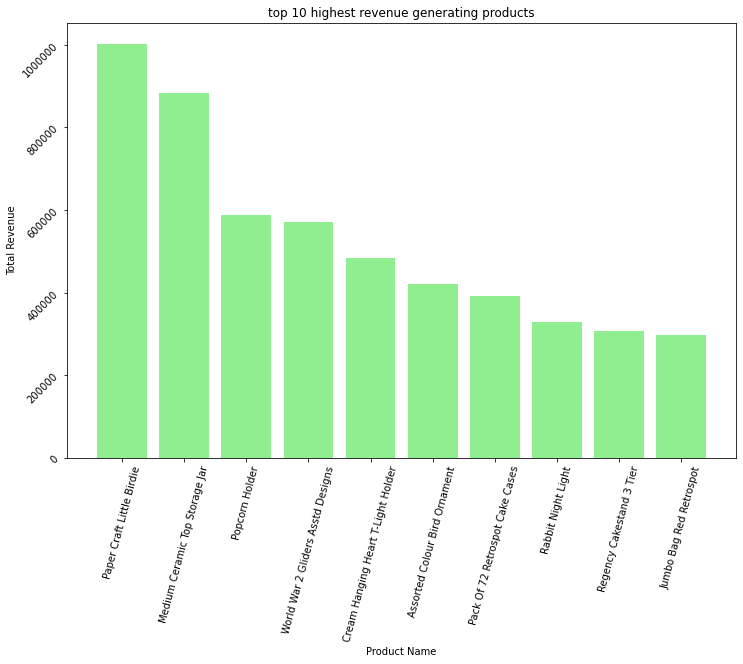 top 10 highest revenue generating products
Total Revenue
1000000
800000
600000
400000
200000
0
Paper Craft Little Birdie
Medium Ceramic Top Storage Jar
Popcorn Holder
World War 2 Gliders Asstd Designs
Cream Hanging Heart T-Light Holder
Assorted Colour Bird Ornament
Pack Of 72 Retrospot Cake Cases
Rabbit Night Light
Regency Cakestand 3 Tier
Jumbo Bag Red Retrospot
Product Name